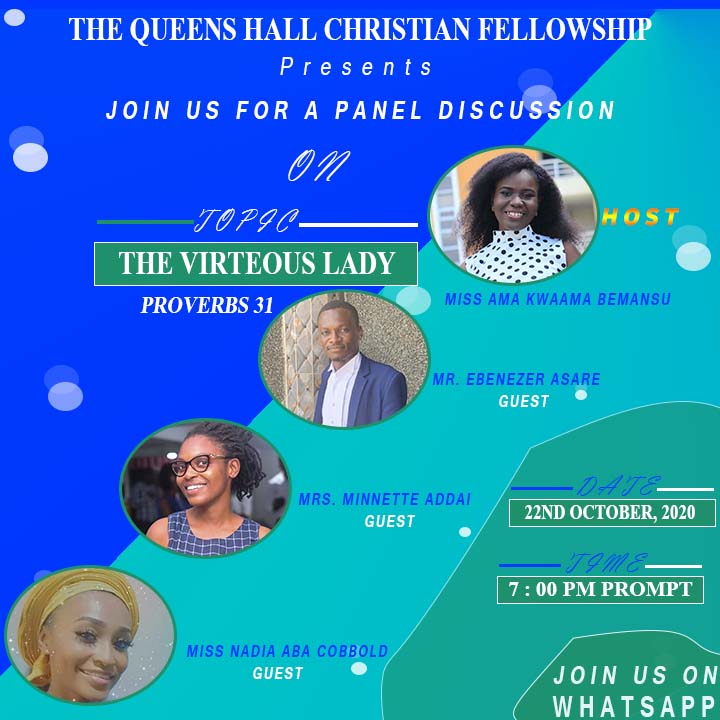 THE QUEENS HALL CHRISTIAN FELLOWSHIP
Presents
JOIN US FOR A PANEL DISCUSSION
ON
TOPIC
THE VIRTEOUS LADY
PROVERBS 31
HOST
MISS AMA KWAAMA BEMANSU
MR. EBENEZER ASARE
GUEST
MRS. MINNETTE ADDAI
GUEST
MISS NADIA ABA COBBOLD
GUEST
DATE
22ND OCTOBER, 2020
TIME
7 : 00 PM PROMPT
JOIN US ON
WHATSAPP